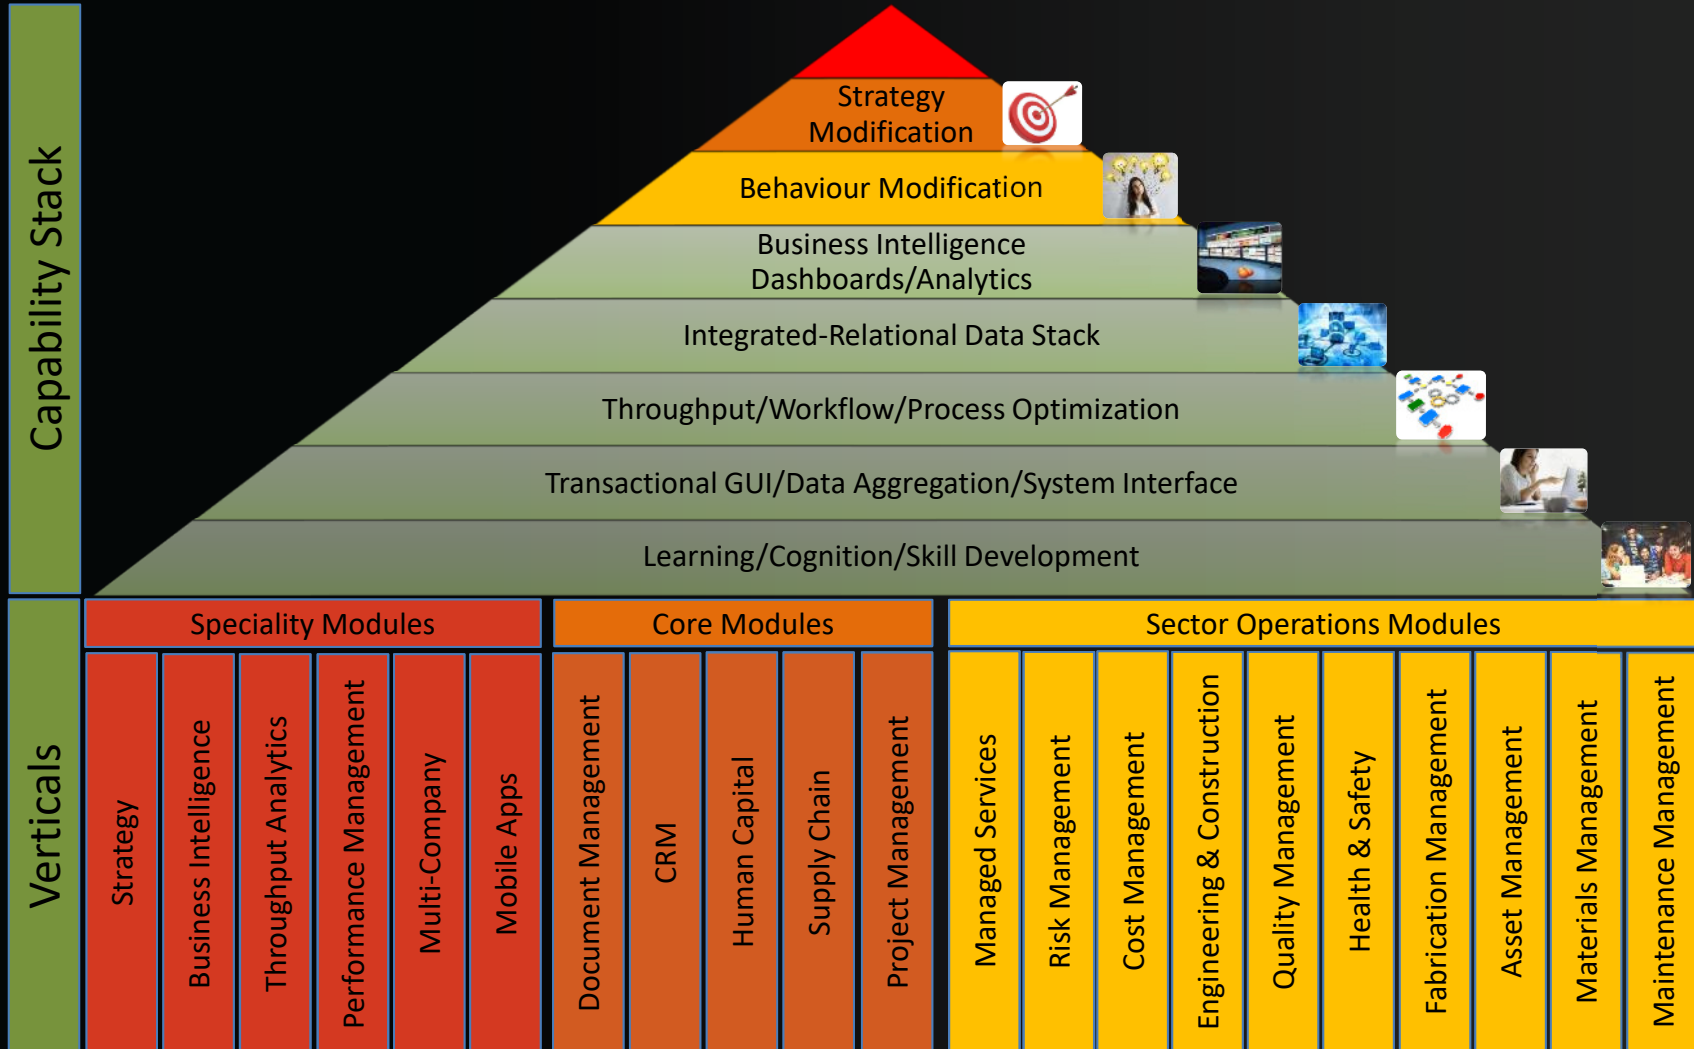 Capability Stack
Strategy
Modification
Behaviour Modification
Business Intelligence
Dashboards/Analytics
Integrated-Relational Data Stack
Throughput/Workflow/Process Optimization
Transactional GUI/Data Aggregation/System Interface
Learning/Cognition/Skill Development
Verticals
Speciality Modules
Core Modules
Sector Operations Modules
Strategy
Business Intelligence
Throughput Analytics
Performance Management
Multi-Company
Mobile Apps
Document Management
CRM
Human Capital
Supply Chain
Project Management
Managed Services
Risk Management
Cost Management
Engineering & Construction
Quality Management
Health & Safety
Fabrication Management
Asset Management
Materials Management
Maintenance Management